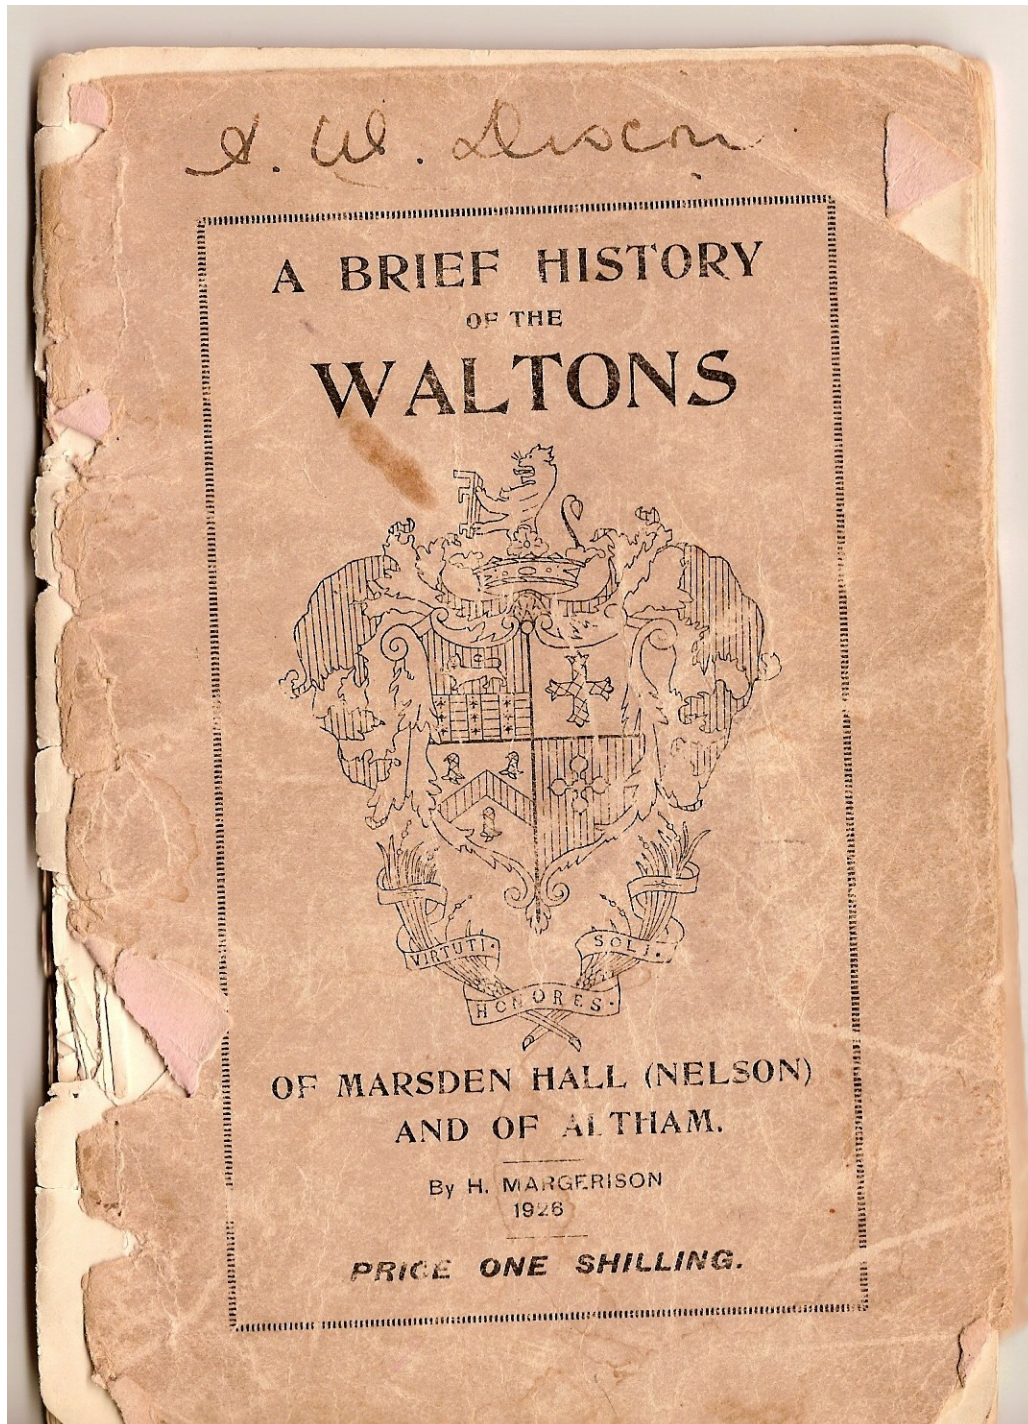 A. W. Dixon
A BRIEF HISTORY
OF THE
WALTONS
VIRTUTI.
SOLI.
HONORES.
OF MARSDEN HALL (NELSON)
AND OF ALTHAM.
By H. MARGERISON
1926
PRICE ONE SHILLING.